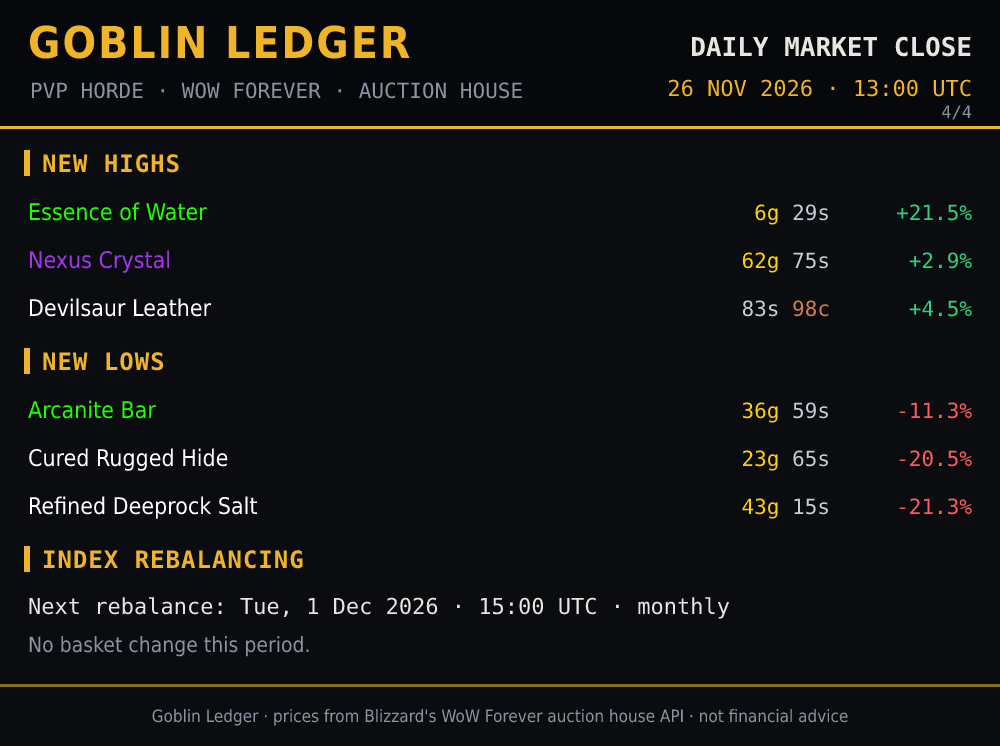 GOBLIN LEDGER
DAILY MARKET CLOSE
PVP HORDE · WOW FOREVER · AUCTION HOUSE
26 NOV 2026 · 13:00 UTC
4/4
NEW HIGHS
Essence of Water 6g 29s +21.5%
Nexus Crystal 62g 75s +2.9%
Devilsaur Leather 83s 98c +4.5%
NEW LOWS
Arcanite Bar 36g 59s -11.3%
Cured Rugged Hide 23g 65s -20.5%
Refined Deeprock Salt 43g 15s -21.3%
INDEX REBALANCING
Next rebalance: Tue, 1 Dec 2026 · 15:00 UTC · monthly
No basket change this period.
Goblin Ledger · prices from Blizzard's WoW Forever auction house API · not financial advice